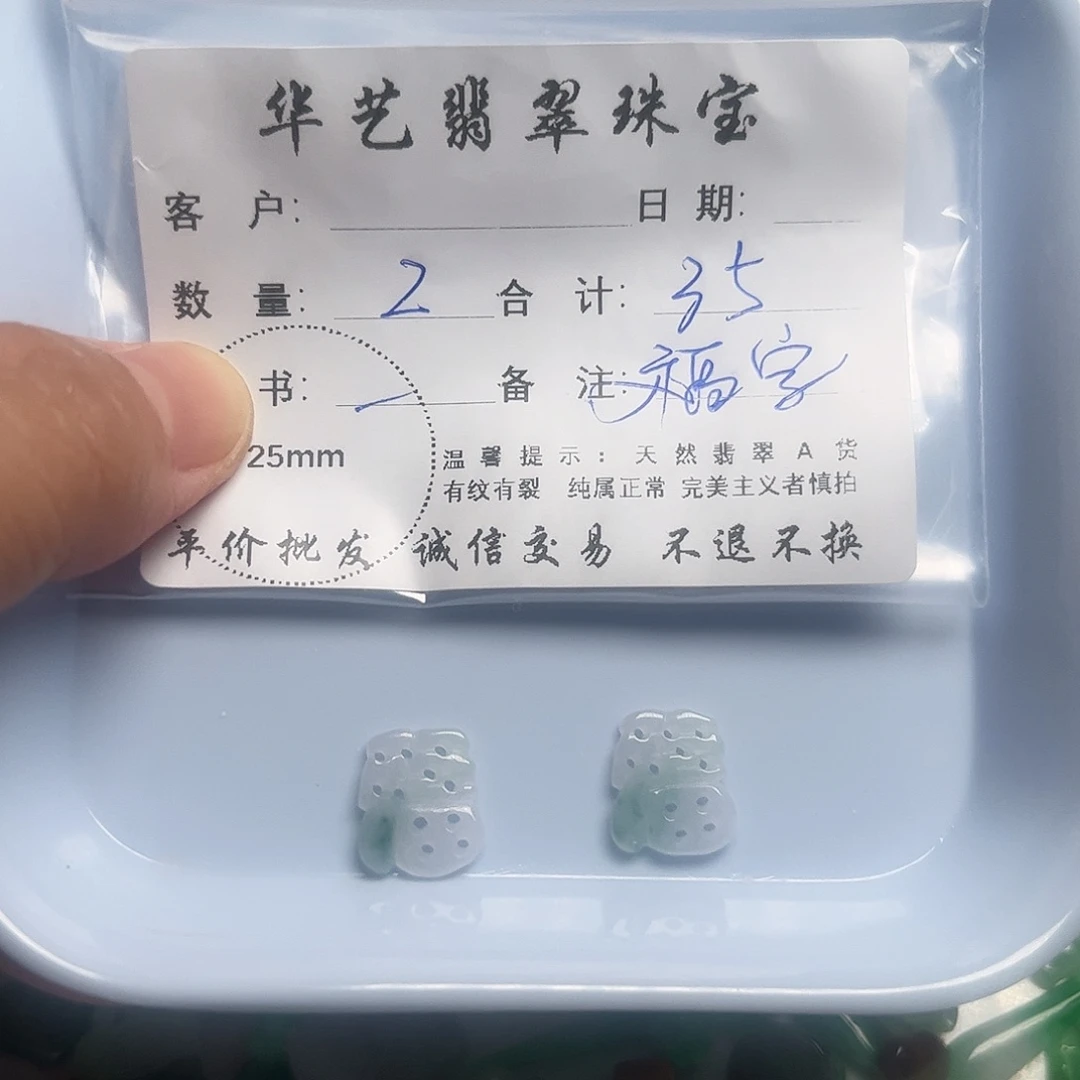 华艺翡翠珠宝
客 户： 日 期：
数 量： 2 合 计： 35
书： 备 注： 福字
25mm
温馨提示：天然翡翠A货
有纹有裂 纯属正常 完美主义者慎拍
平价批发 诚信交易 不退不换